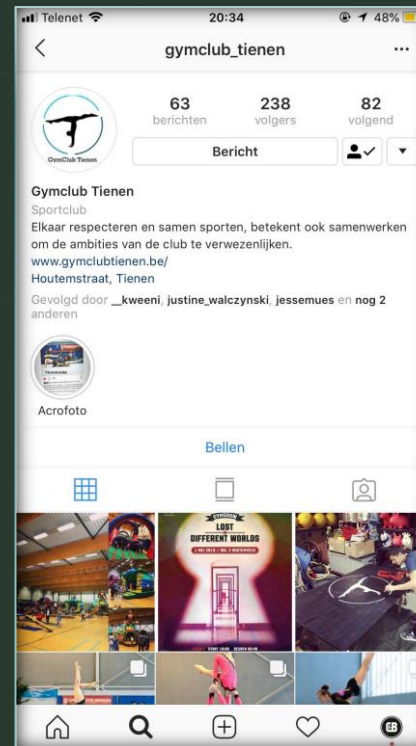 Telenet 20:34 48%
gymclub_tienen
63 238 82
berichten volgers volgend
Bericht
GymClub Tienen
Gymclub Tienen
Sportclub
Elkaar respecteren en samen sporten, betekent ook samenwerken
om de ambities van de club te verwezenlijken.
www.gymclubtienen.be/
Houtemstraat, Tienen
Gevolgd door __kweeni, justine_walczynski, jessemues en nog 2
anderen
Acrofoto
Bellen
LOST
DIFFERENT WORLDS